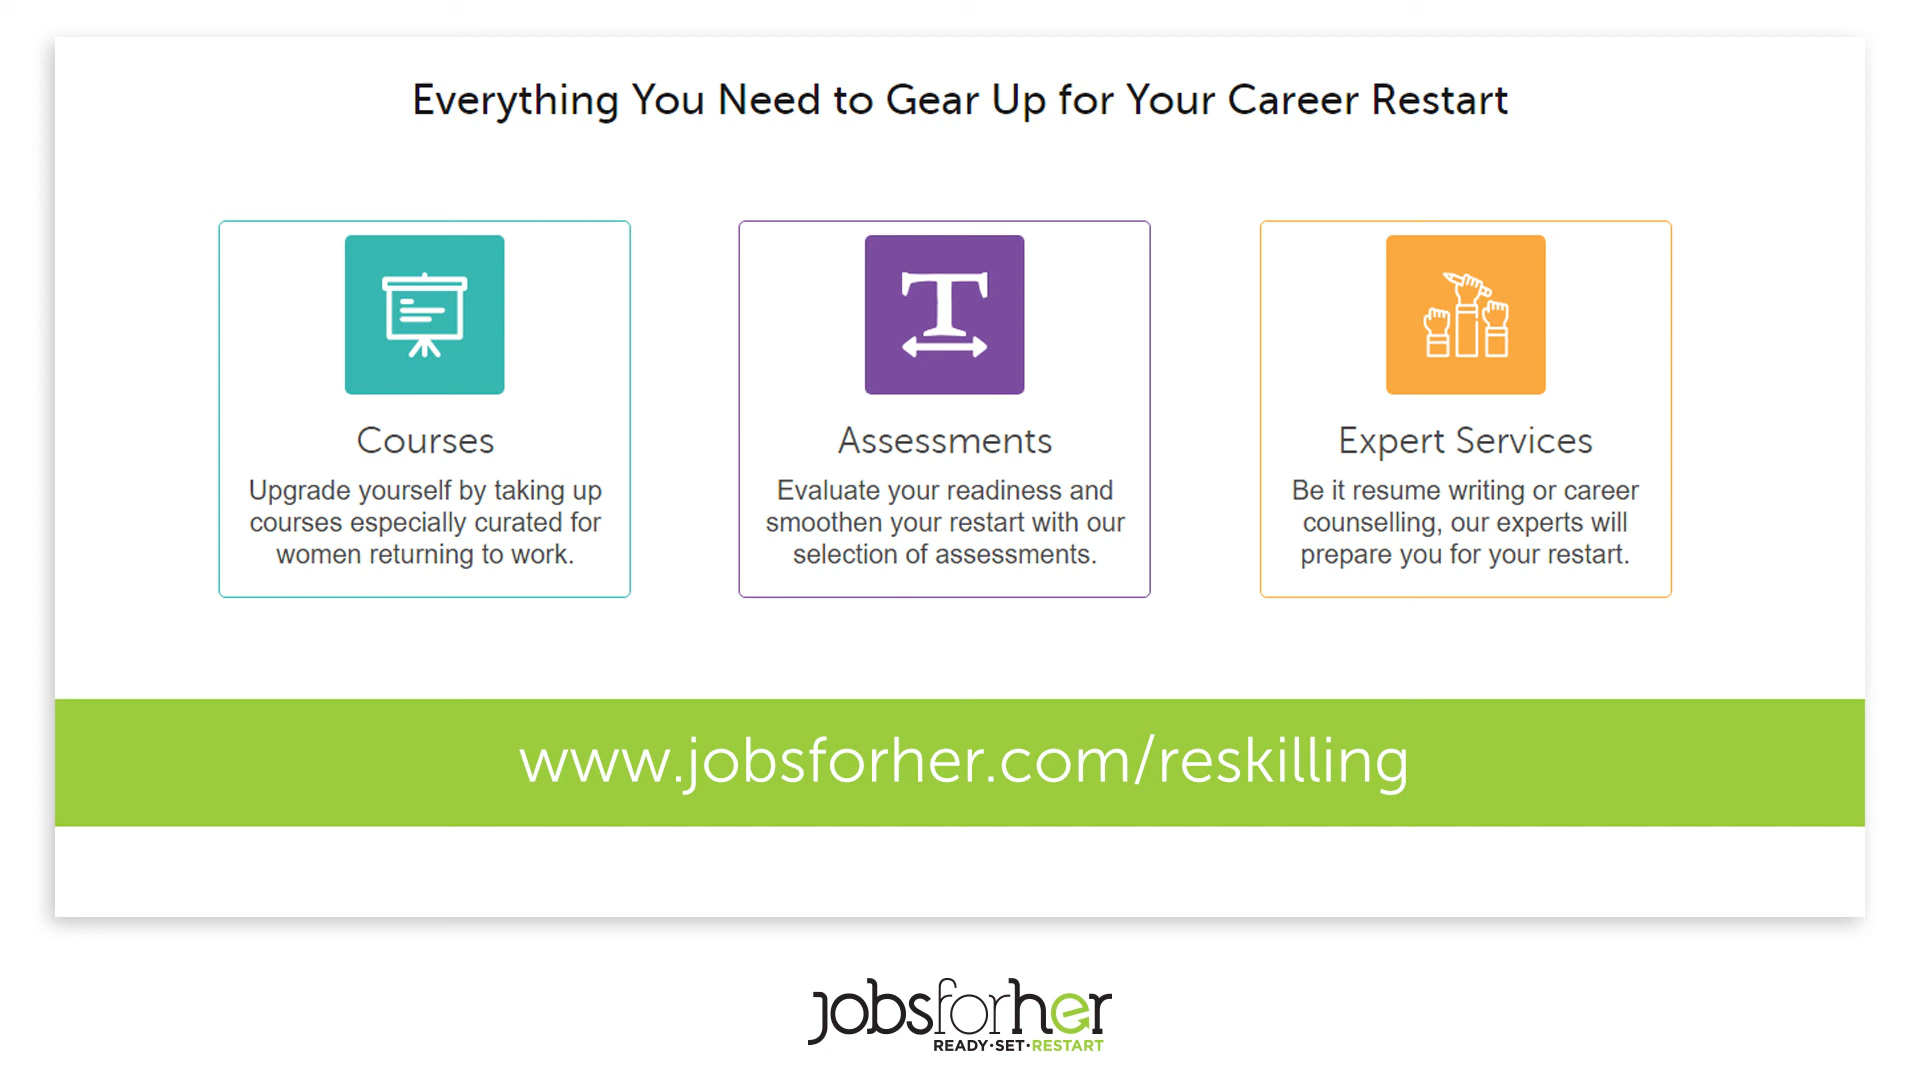 Everything You Need to Gear Up for Your Career Restart
Courses
Upgrade yourself by taking up
courses especially curated for
women returning to work.
Assessments
Evaluate your readiness and
smoothen your restart with our
selection of assessments.
Expert Services
Be it resume writing or career
counselling, our experts will
prepare you for your restart.
www.jobsforher.com/reskilling
jobsforher
READY·SET·RESTART